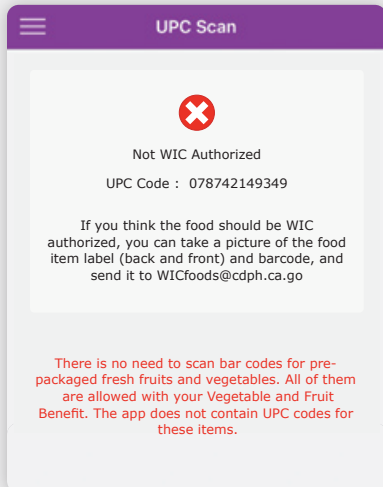 UPC Scan
Not WIC Authorized
UPC Code : 078742149349
If you think the food should be WIC
authorized, you can take a picture of the food
item label (back and front) and barcode, and
send it to WICfoods@cdph.ca.go
There is no need to scan bar codes for pre-
packaged fresh fruits and vegetables. All of them
are allowed with your Vegetable and Fruit
Benefit. The app does not contain UPC codes for
these items.